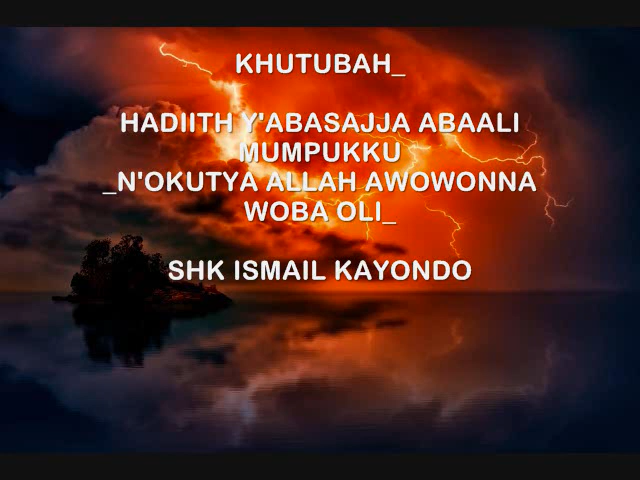 KHUTUBAH_
HADIITH Y'ABASAJJA ABAALI
MUMPUKKU
_N'OKUTYA ALLAH AWOWONNA
WOBA OLI_
SHK ISMAIL KAYONDO